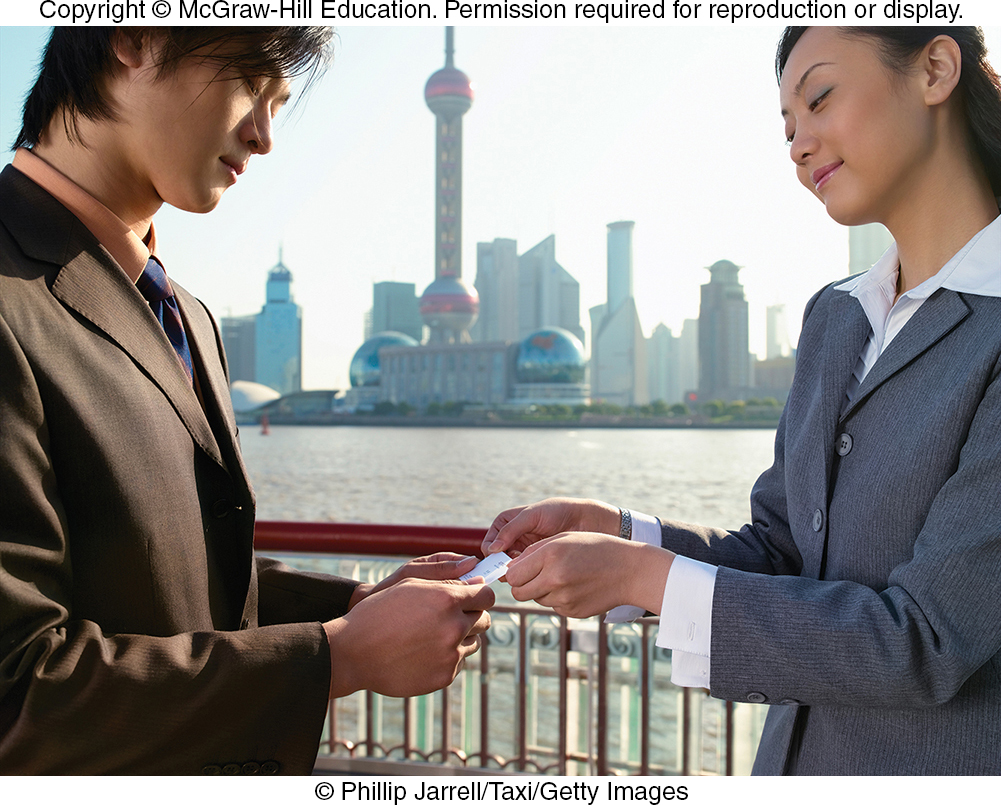 Copyright © McGraw-Hill Education. Permission required for reproduction or display.
© Phillip Jarrell/Taxi/Getty Images